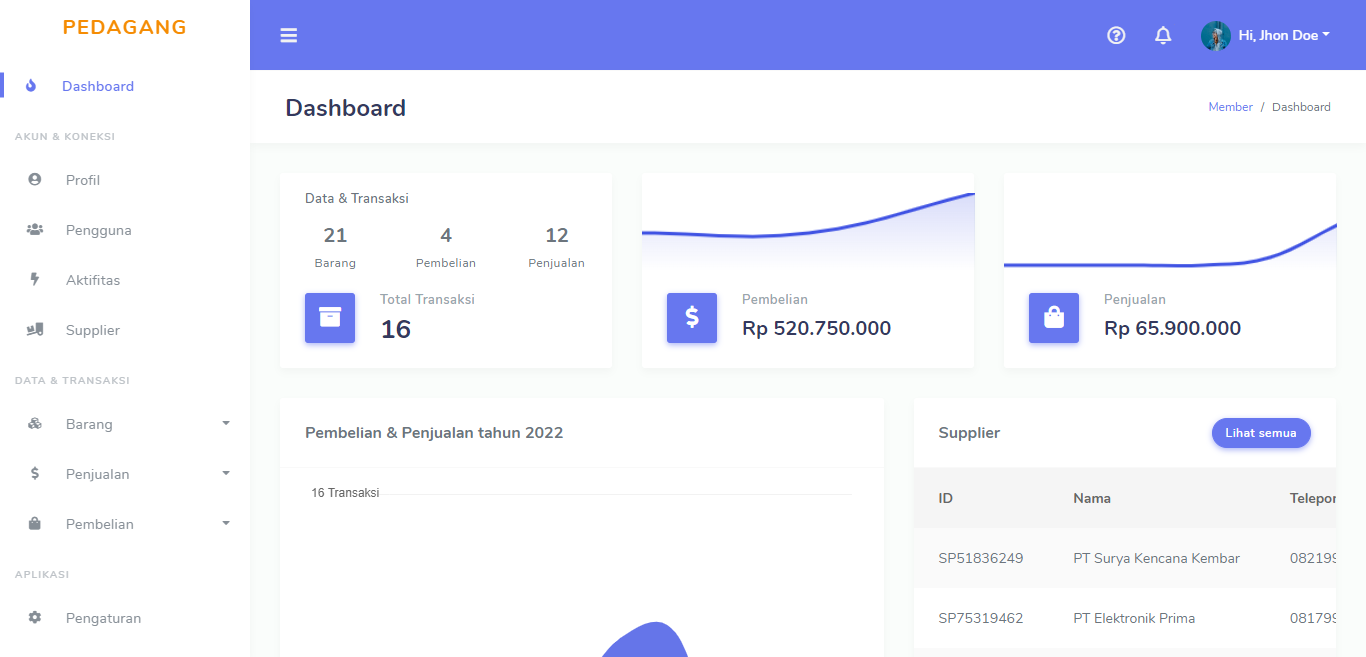 PEDAGANG
Hi, Jhon Doe
Dashboard
AKUN & KONEKSI
Profil
Pengguna
Aktifitas
Supplier
DATA & TRANSAKSI
Barang
Penjualan
Pembelian
APLIKASI
Pengaturan
Dashboard
Member / Dashboard
Data & Transaksi
21 4 12
Barang Pembelian Penjualan
Total Transaksi
16
Pembelian
Rp 520.750.000
Penjualan
Rp 65.900.000
Pembelian & Penjualan tahun 2022
16 Transaksi
Supplier
Lihat semua
ID Nama
SP51836249 PT Surya Kencana Kembar
SP75319462 PT Elektronik Prima